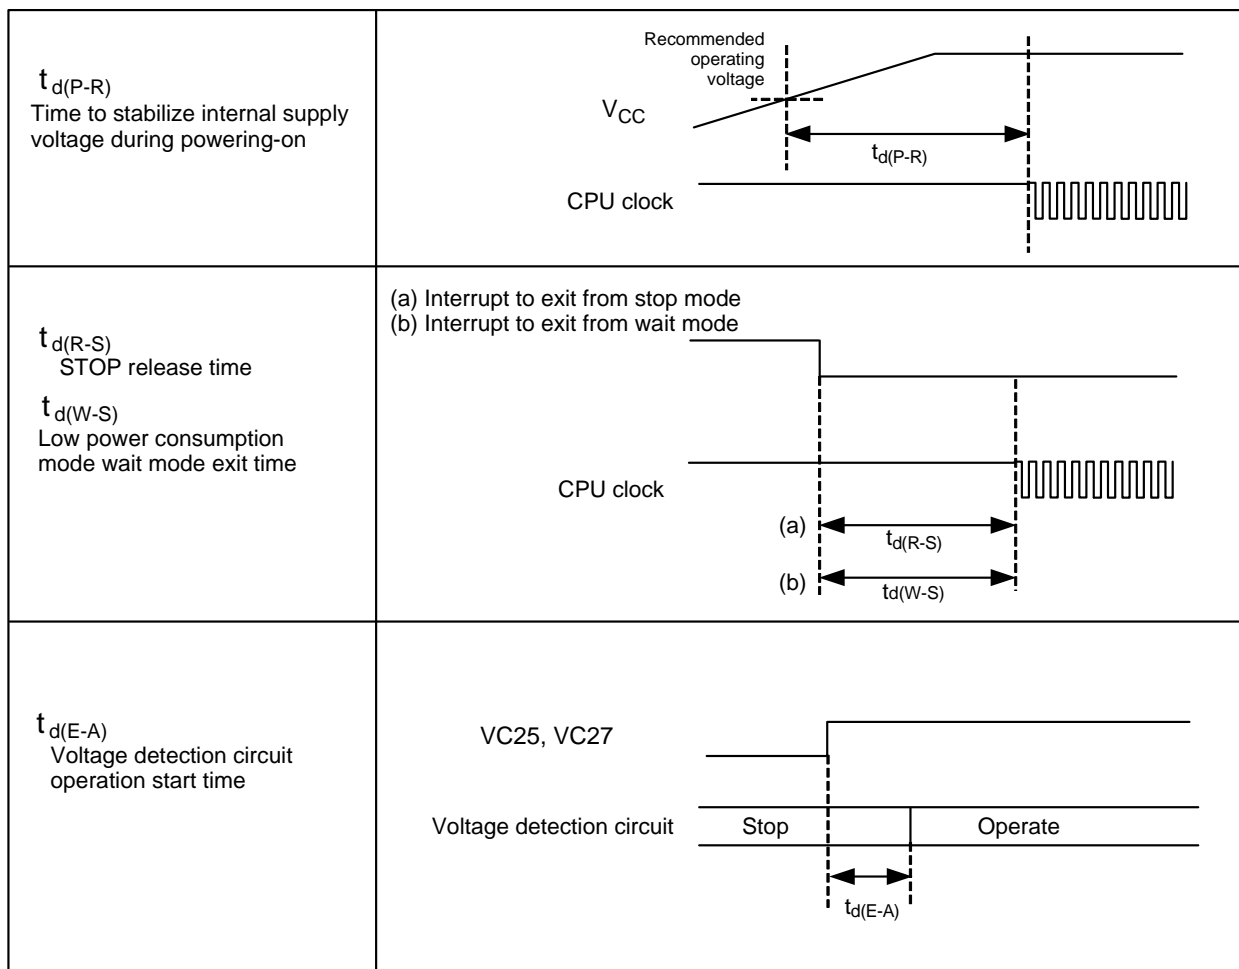 td(P-R)
Time to stabilize internal supply
voltage during powering-on
Recommended
operating
voltage
VCC
td(P-R)
CPU clock
td(R-S)
STOP release time
td(W-S)
Low power consumption
mode wait mode exit time
(a) Interrupt to exit from stop mode
(b) Interrupt to exit from wait mode
CPU clock
(a)
td(R-S)
(b)
td(W-S)
td(E-A)
Voltage detection circuit
operation start time
VC25, VC27
Voltage detection circuit
Stop
Operate
td(E-A)